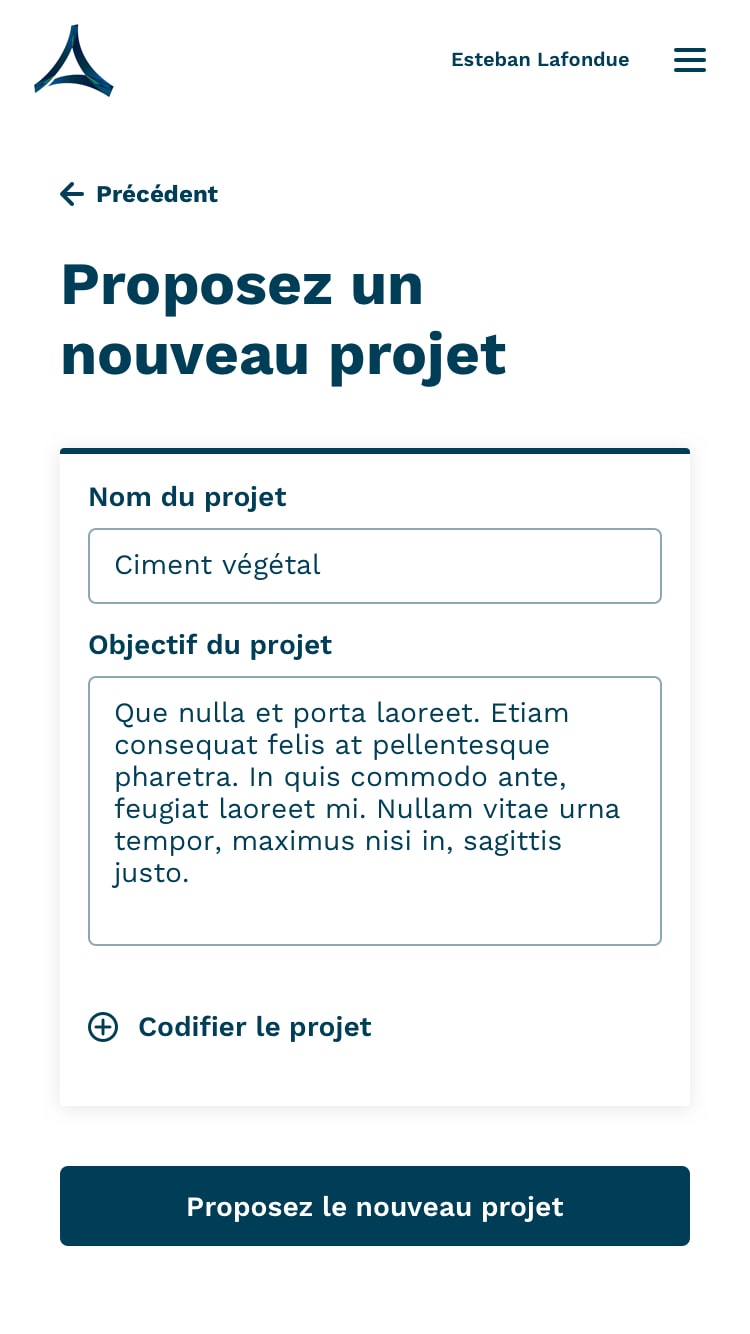 Esteban Lafondue
Précédent
Proposez un
nouveau projet
Nom du projet
Ciment végétal
Objectif du projet
Que nulla et porta laoreet. Etiam
consequat felis at pellentesque
pharetra. In quis commodo ante,
feugiat laoreet mi. Nullam vitae urna
tempor, maximus nisi in, sagittis
justo.
Codifier le projet
Proposez le nouveau projet